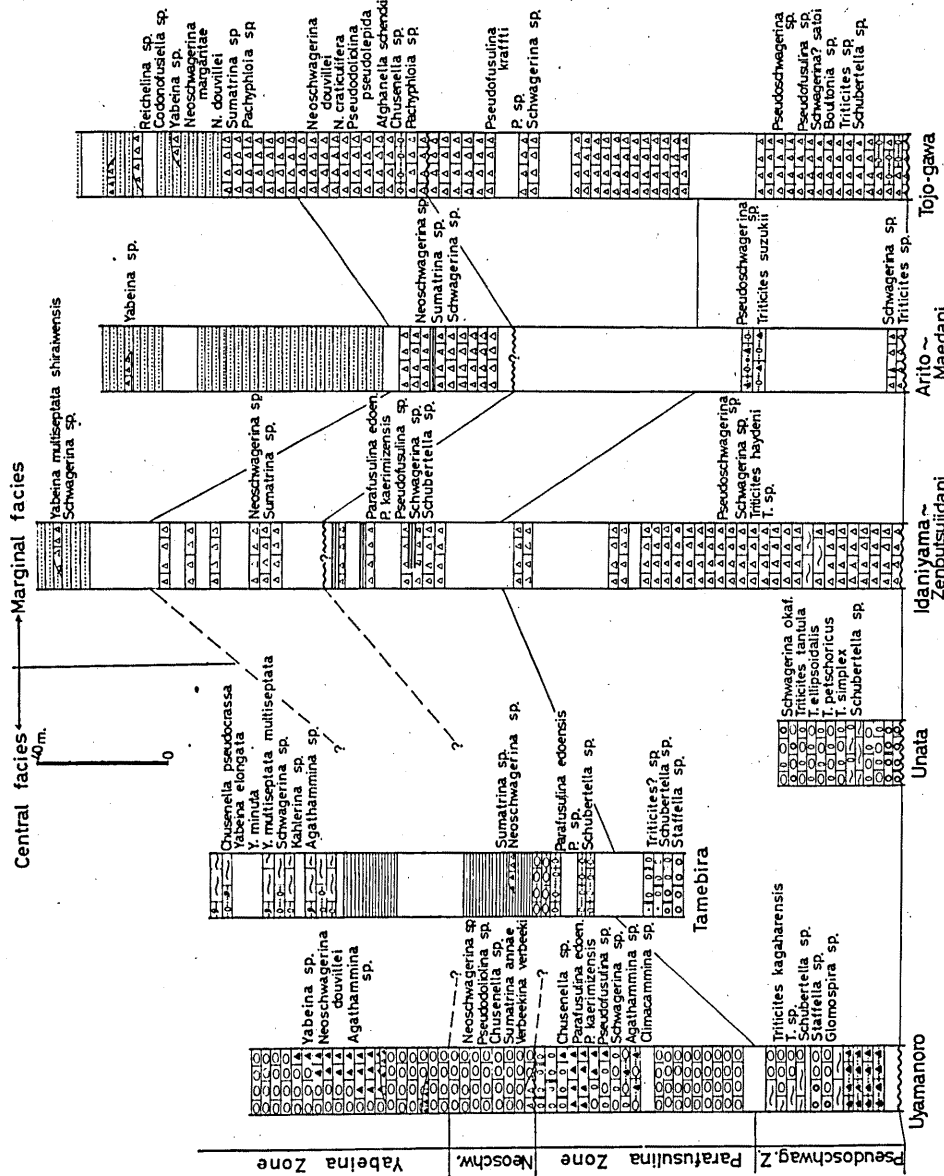 Central facies
Marginal facies
40m.
0
Yabeina Zone
Neoschw.
Parafusulina Zone
Pseudoschwag. Z.
Yabeina sp.
Neoschwagerina
douvillei
Agathammina
sp.
?
Neoschwagerina sp
Pseudodoliolina sp.
Chusenella sp.
Sumatrina annae
Verbeekina verbeeki
?
Chusenella sp.
Parafusulina edoen.
P. kaerimizensis
Pseudofusulina sp.
Schwagerina sp.
Agathammina sp.
Climacammina sp.
Triticites kagaharensis
T. sp.
Schubertella sp.
Staffella sp.
Glomospira sp.
Uyamanoro
Chusenella pseudocrassa
Yabeina elongata
Y. minuta
Y. multiseptata multiseptata
Schwagerina sp.
Kahlerina sp.
Agathammina sp.
?
Sumatrina sp.
Neoschwagerina sp.
?
Parafusulina edoensis
P. sp.
Schubertella sp.
Triticites? sp.
Schubertella sp.
Staffella sp.
Tamebira
Schwagerina okaf.
Triticites tantula
T. ellipsoidalis
T. petschoricus
T. simplex
Schubertella sp.
Unata
Yabeina multiseptata shiraiwensis
Schwagerina sp.
Neoschwagerina sp
Sumatrina sp.
?
Parafusulina edoen.
P. kaerimizensis
Pseudofusulina sp.
Schwagerina sp.
Schubertella sp.
Pseudoschwagerina
sp.
Schwagerina sp.
Triticites haydeni
T. sp.
Idaniyama~
Zenbutsujidani
Yabeina sp.
Neoschwagerina sp
Sumatrina sp.
Schwagerina sp.
?
Pseudoschwagerina
sp.
Triticites suzukii
Schwagerina sp.
Triticites sp.
Arito~
Maedani
Reichelina sp.
Codonofusiella sp.
Yabeina sp.
Neoschwagerina
margaritae
N. douvillei
Sumatrina sp
Pachyphloia sp.
Neoschwagerina
douvillei
N. craticulifera
Pseudodoliolina
pseudolepida
Afghanella schencki
Chusenella sp.
Pachyphloia sp.
Pseudofusulina
kraffti
P. sp.
Schwagerina sp.
Pseudoschwagerina
sp.
Pseudofusulina sp.
Schwagerina? satoi
Boultonia sp.
Triticites sp.
Schubertella sp.
Tojo-gawa